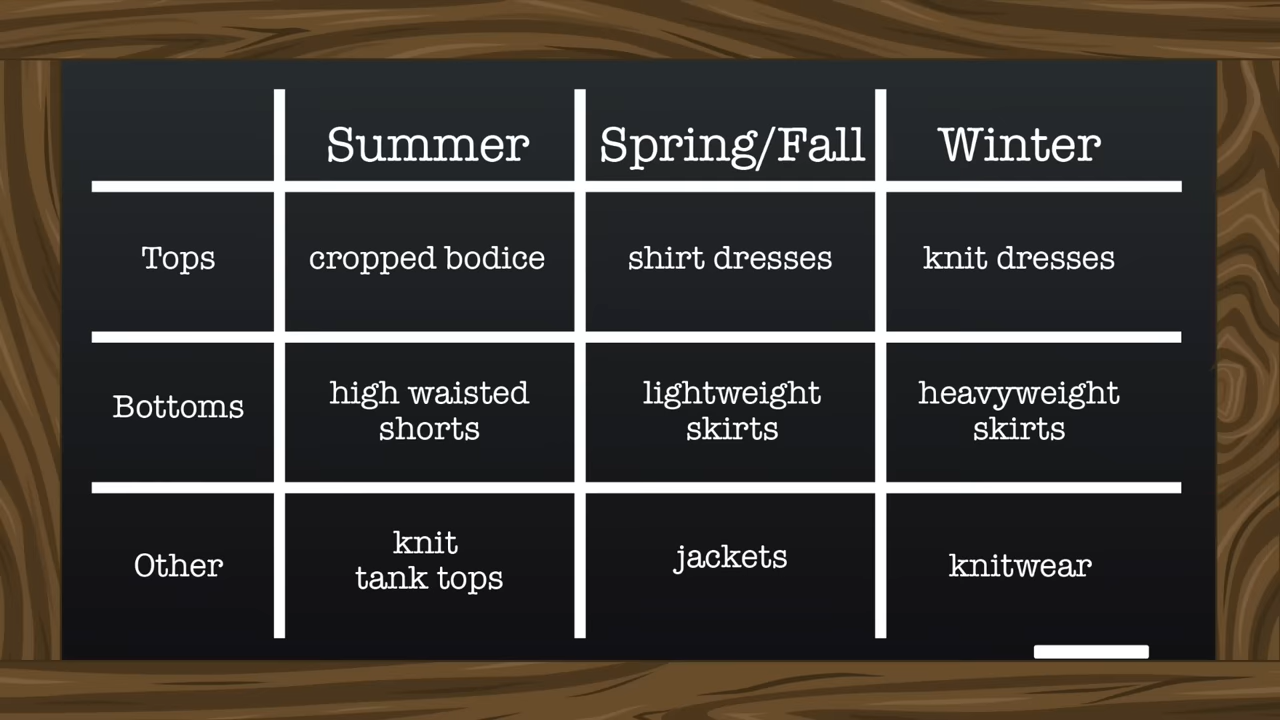 Summer Spring/Fall Winter
Tops cropped bodice shirt dresses knit dresses
Bottoms high waisted shorts lightweight skirts heavyweight skirts
Other knit tank tops jackets knitwear